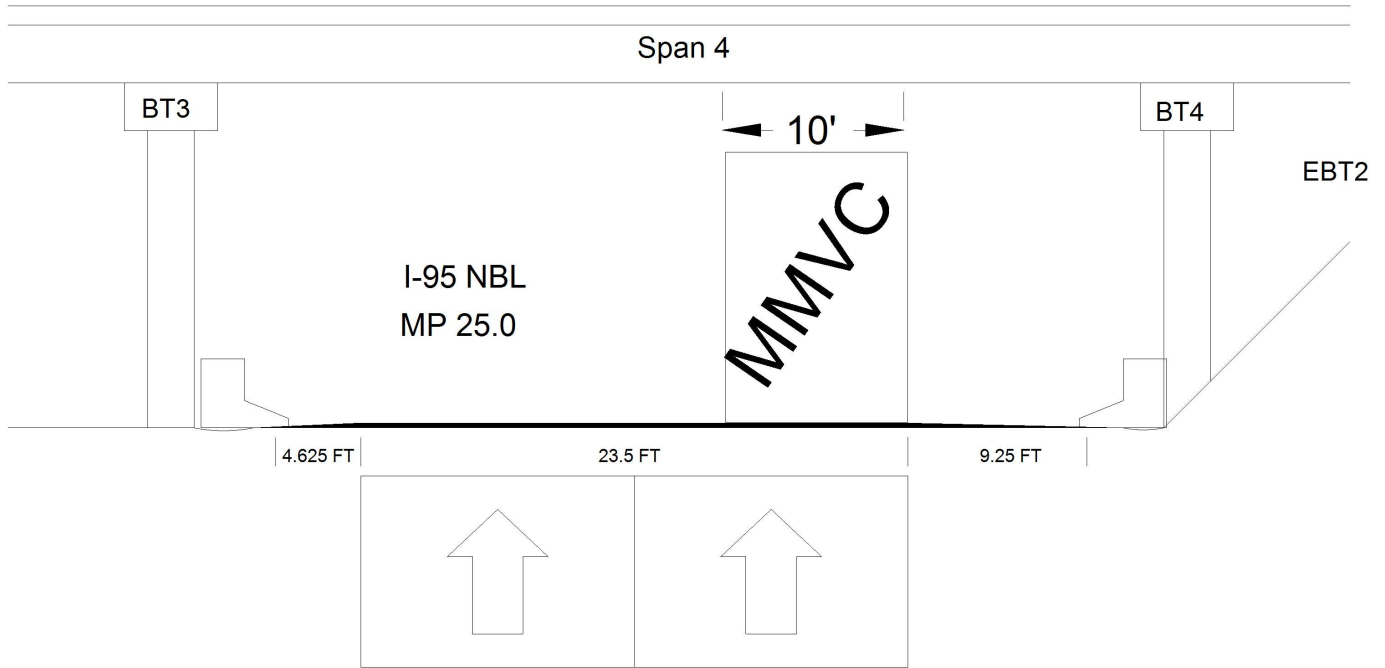 Span 4
BT3
BT4
10'
EBT2
MMVC
I-95 NBL
MP 25.0
4.625 FT
23.5 FT
9.25 FT